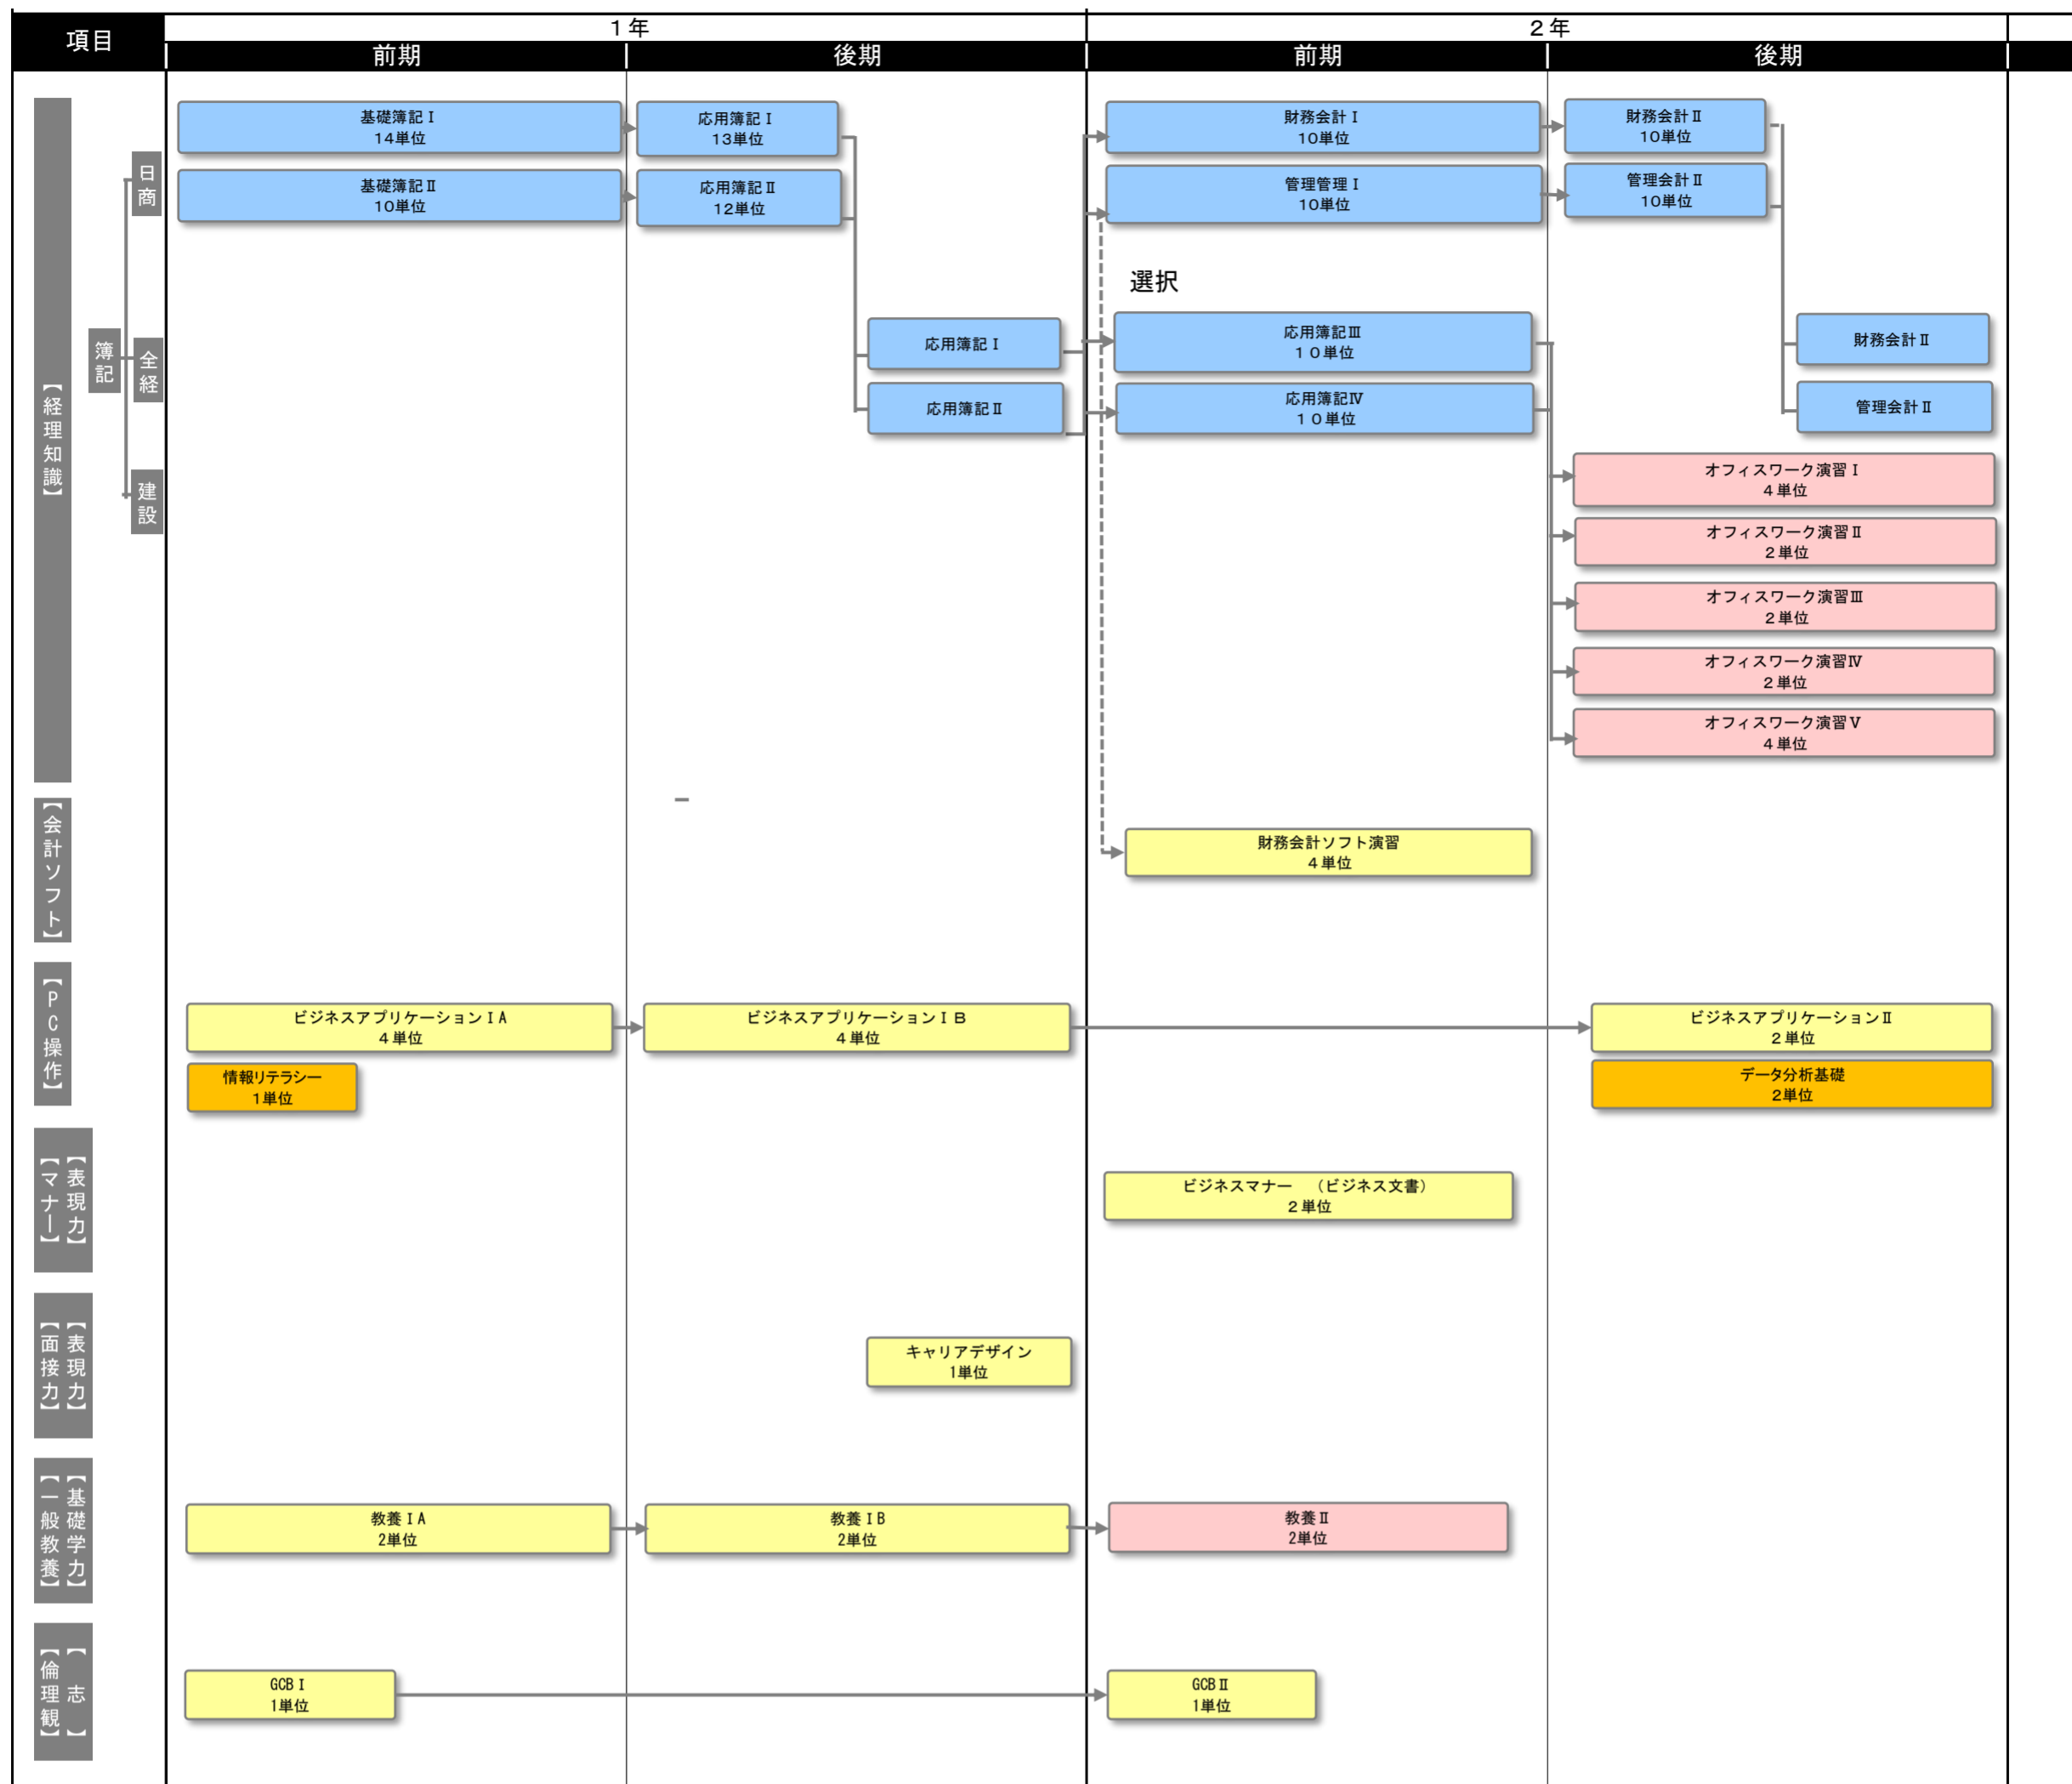 項目
１年
２年
前期
後期
前期
後期
【経理知識】
簿記
日商
全経
建設
基礎簿記Ⅰ
14単位
応用簿記Ⅰ
13単位
財務会計Ⅰ
10単位
財務会計Ⅱ
10単位
基礎簿記Ⅱ
10単位
応用簿記Ⅱ
12単位
管理管理Ⅰ
10単位
管理会計Ⅱ
10単位
選択
応用簿記Ⅰ
応用簿記Ⅲ
１０単位
財務会計Ⅱ
応用簿記Ⅱ
応用簿記Ⅳ
１０単位
管理会計Ⅱ
オフィスワーク演習Ⅰ
４単位
オフィスワーク演習Ⅱ
２単位
オフィスワーク演習Ⅲ
２単位
オフィスワーク演習Ⅳ
２単位
オフィスワーク演習Ⅴ
４単位
【会計ソフト】
財務会計ソフト演習
４単位
【ＰＣ操作】
ビジネスアプリケーションⅠA
４単位
ビジネスアプリケーションⅠＢ
４単位
ビジネスアプリケーションⅡ
２単位
情報リテラシー
1単位
データ分析基礎
2単位
【表現力】
【マナー】
ビジネスマナー　（ビジネス文書）
２単位
【表現力】
【面接力】
キャリアデザイン
1単位
【基礎学力】
【一般教養】
教養ⅠA
2単位
教養ⅠB
2単位
教養Ⅱ
2単位
【　志　】
【倫理観】
GCBⅠ
1単位
GCBⅡ
1単位